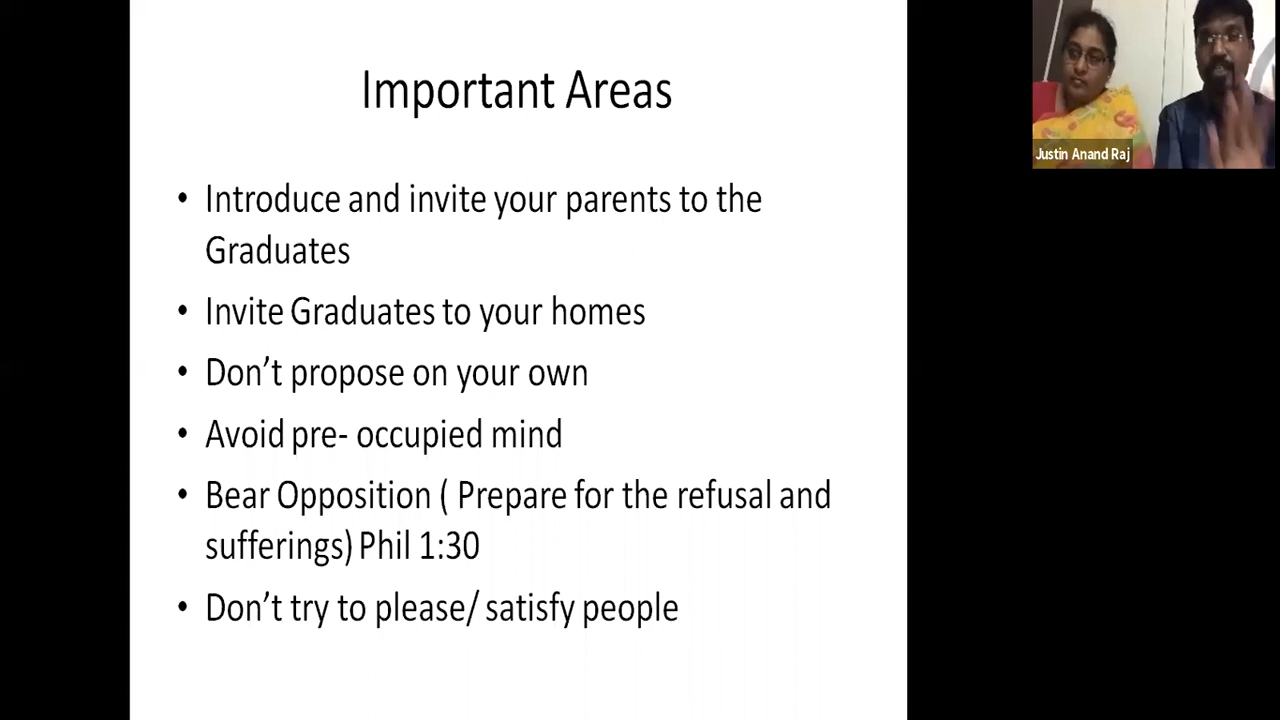 Important Areas
• Introduce and invite your parents to the
Graduates
• Invite Graduates to your homes
• Don’t propose on your own
• Avoid pre- occupied mind
• Bear Opposition ( Prepare for the refusal and
sufferings) Phil 1:30
• Don’t try to please/ satisfy people
Justin Anand Raj